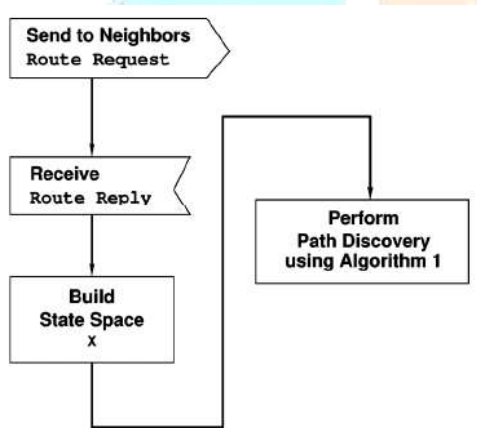 Send to Neighbors
Route Request
Receive
Route Reply
Build
State Space
X
Perform
Path Discovery
using Algorithm 1